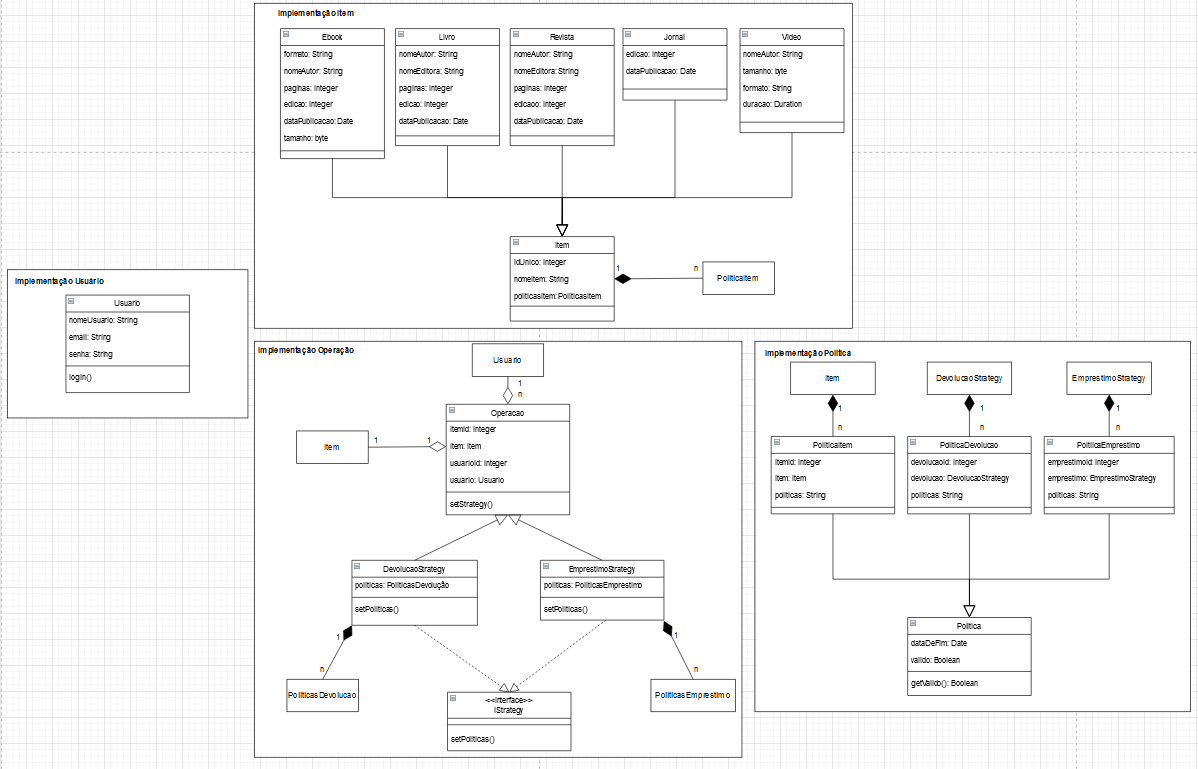 Implementação Item
Ebook
formato: String
nomeAutor: String
paginas: Integer
edicao: Integer
dataPublicacao: Date
tamanho: byte
Livro
nomeAutor: String
nomeEditora: String
paginas: Integer
edicao: Integer
dataPublicacao: Date
Revista
nomeAutor: String
nomeEditora: String
paginas: Integer
edicaoo: Integer
dataPublicacao: Date
Jornal
edicao: Integer
dataPublicacao: Date
Video
nomeAutor: String
tamanho: byte
formato: String
duracao: Duration
Item
idUnico: Integer
nomeItem: String
politicasItem: PoliticasItem
1
n
PoliticaItem
Implementação Usuário
Usuario
nomeUsuario: String
email: String
senha: String
login()
Implementação Operação
Usuario
1
n
Item
1
1
Operacao
itemId: Integer
item: Item
usuarioId: Integer
usuario: Usuario
setStrategy()
DevolucaoStrategy
politicas: PoliticasDevolução
setPoliticas()
EmprestimoStrategy
politicas: PoliticasEmprestimo
setPoliticas()
1
n
PoliticasDevolucao
1
n
PoliticasEmprestimo
<<interface>>
IStrategy
setPoliticas()
Implementação Política
Item
1
n
DevolucaoStrategy
1
n
EmprestimoStrategy
1
n
PoliticaItem
itemId: Integer
item: Item
politicas: String
PoliticaDevolucao
devolucaoId: Integer
devolucao: DevolucaoStrategy
politicas: String
PoliticaEmprestimo
emprestimoId: Integer
emprestimo: EmprestimoStrategy
politicas: String
Politica
dataDeFim: Date
valido: Boolean
getValido(): Boolean